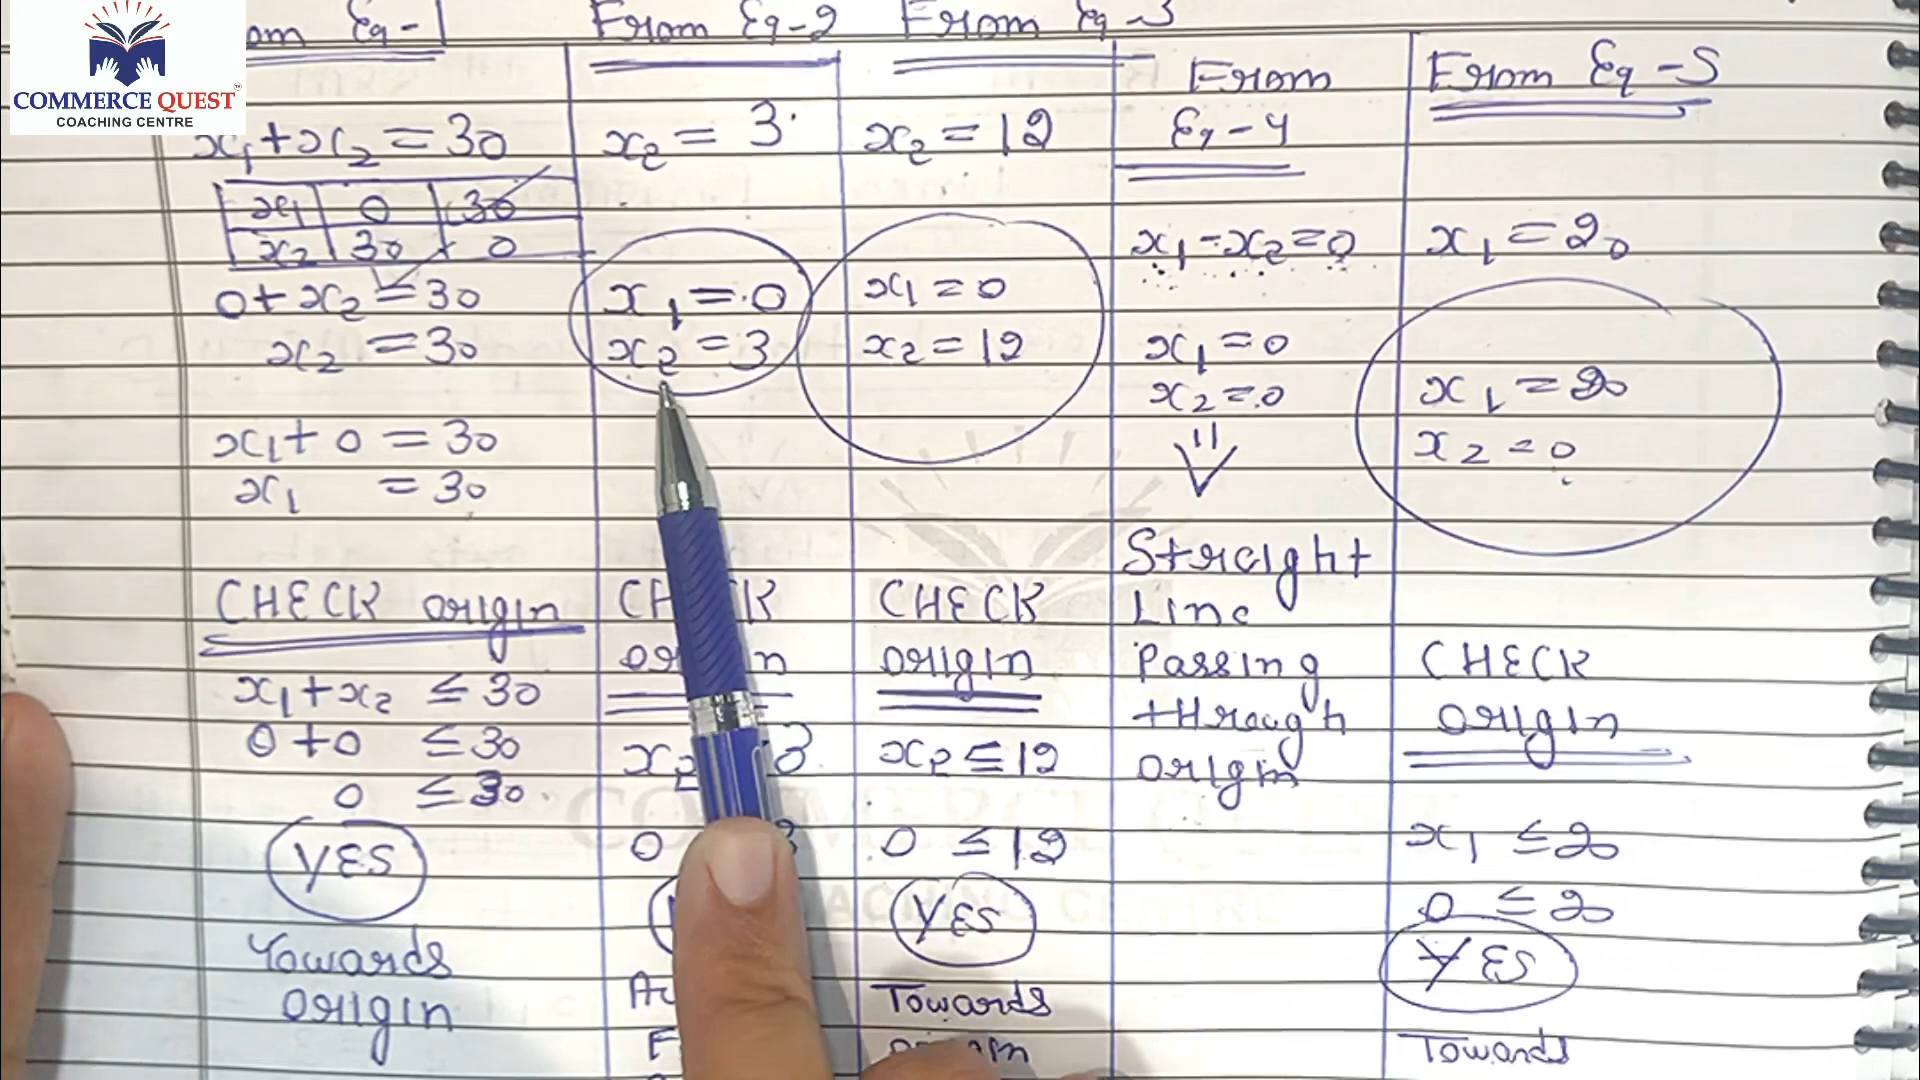 COMMERCE QUEST
COACHING CENTRE
om Eq-1
x1+x2 = 30
x1 0 30
x2 30 0
0+x2 = 30
x2 = 30
x1+0 = 30
x1 = 30
CHECK origin
x1+x2 ≤ 30
0+0 ≤ 30
0 ≤ 30
YES
Towards
origin
From Eq-2
x2 = 3
x1 = 0
x2 = 3
x2 3
0
From Eq-3
x2 = 12
x1 = 0
x2 = 12
CHECK
origin
x2 ≤ 12
0 ≤ 12
YES
Towards
From
Eq-4
x1-x2=0
x1=0
x2=0
Straight
Line
Passing
through
origin
From Eq-5
x1 = 20
x1 = 20
x2 = 0
CHECK
origin
x1 ≤ 20
0 ≤ 20
YES
Towards